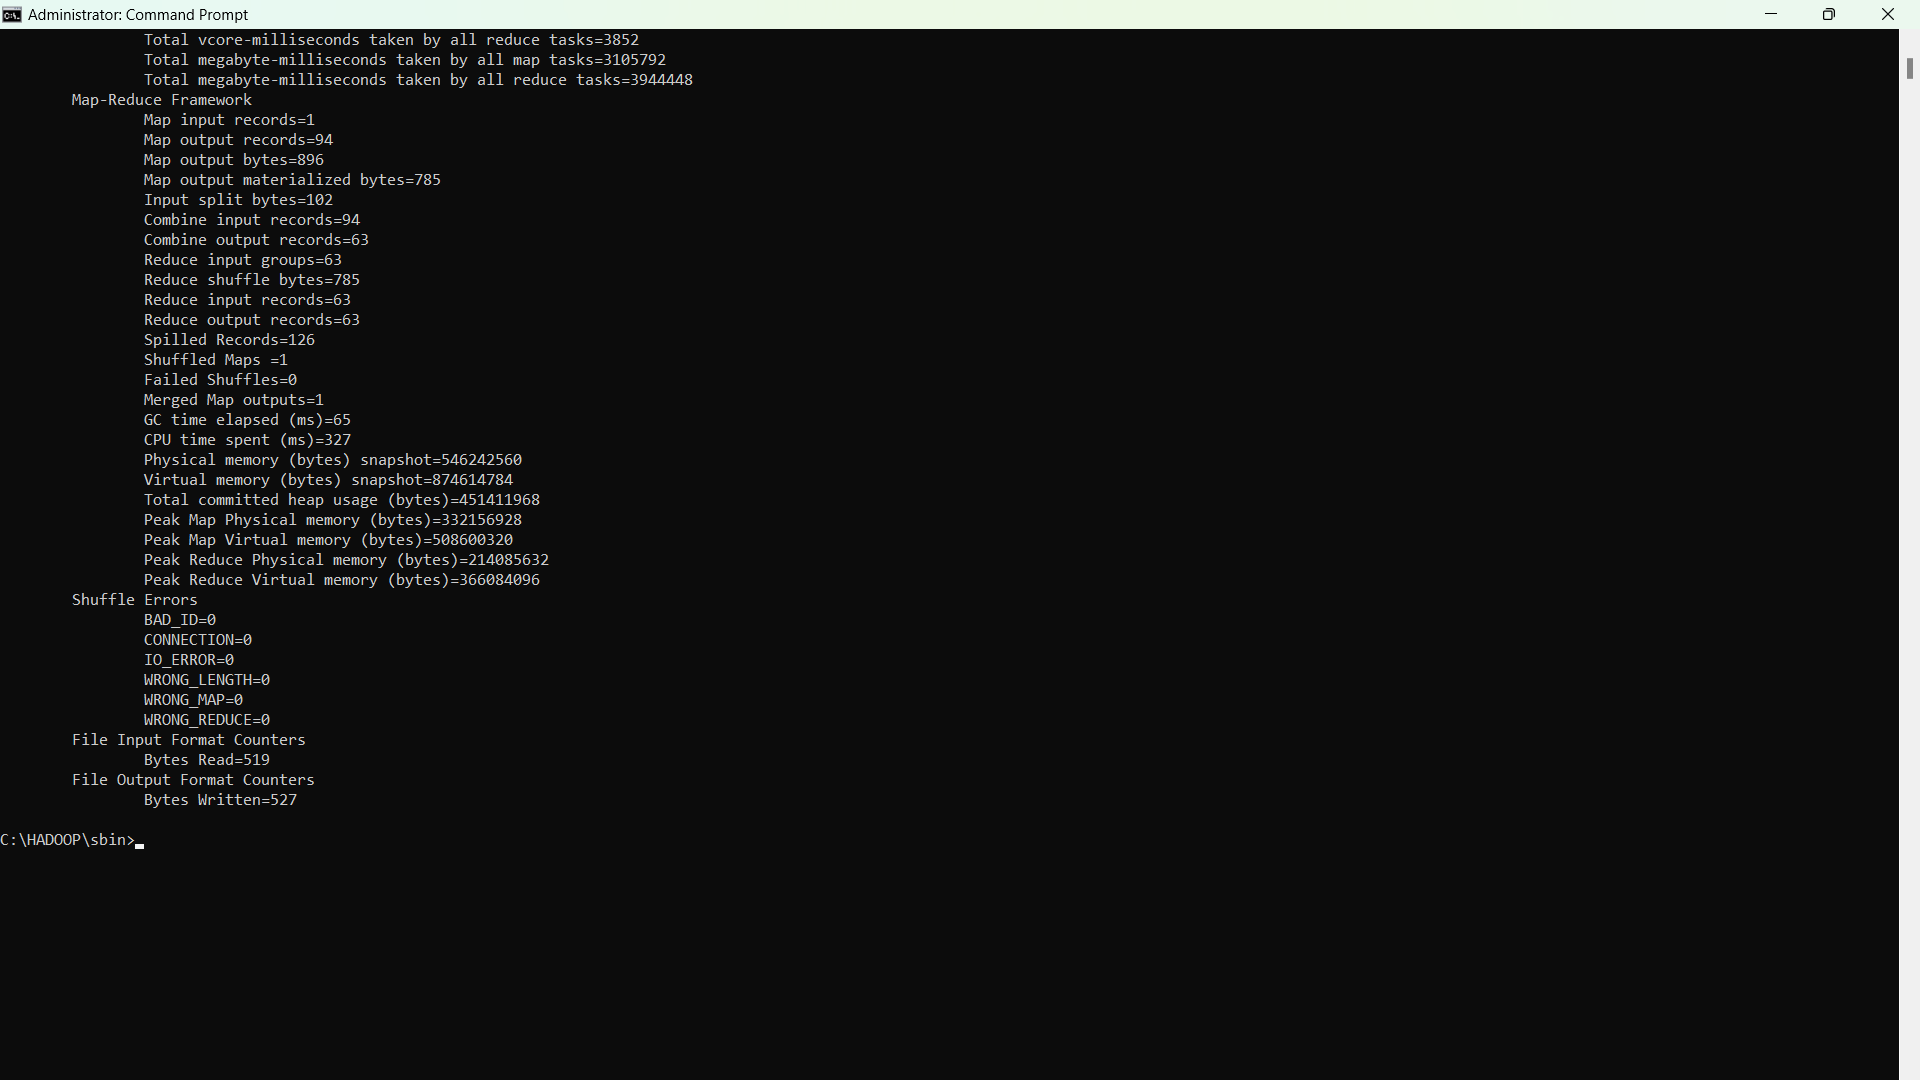 Administrator: Command Prompt
Total vcore-milliseconds taken by all reduce tasks=3852
Total megabyte-milliseconds taken by all map tasks=3105792
Total megabyte-milliseconds taken by all reduce tasks=3944448
Map-Reduce Framework
Map input records=1
Map output records=94
Map output bytes=896
Map output materialized bytes=785
Input split bytes=102
Combine input records=94
Combine output records=63
Reduce input groups=63
Reduce shuffle bytes=785
Reduce input records=63
Reduce output records=63
Spilled Records=126
Shuffled Maps =1
Failed Shuffles=0
Merged Map outputs=1
GC time elapsed (ms)=65
CPU time spent (ms)=327
Physical memory (bytes) snapshot=546242560
Virtual memory (bytes) snapshot=874614784
Total committed heap usage (bytes)=451411968
Peak Map Physical memory (bytes)=332156928
Peak Map Virtual memory (bytes)=508600320
Peak Reduce Physical memory (bytes)=214085632
Peak Reduce Virtual memory (bytes)=366084096
Shuffle Errors
BAD_ID=0
CONNECTION=0
IO_ERROR=0
WRONG_LENGTH=0
WRONG_MAP=0
WRONG_REDUCE=0
File Input Format Counters
Bytes Read=519
File Output Format Counters
Bytes Written=527
C:\HADOOP\sbin>